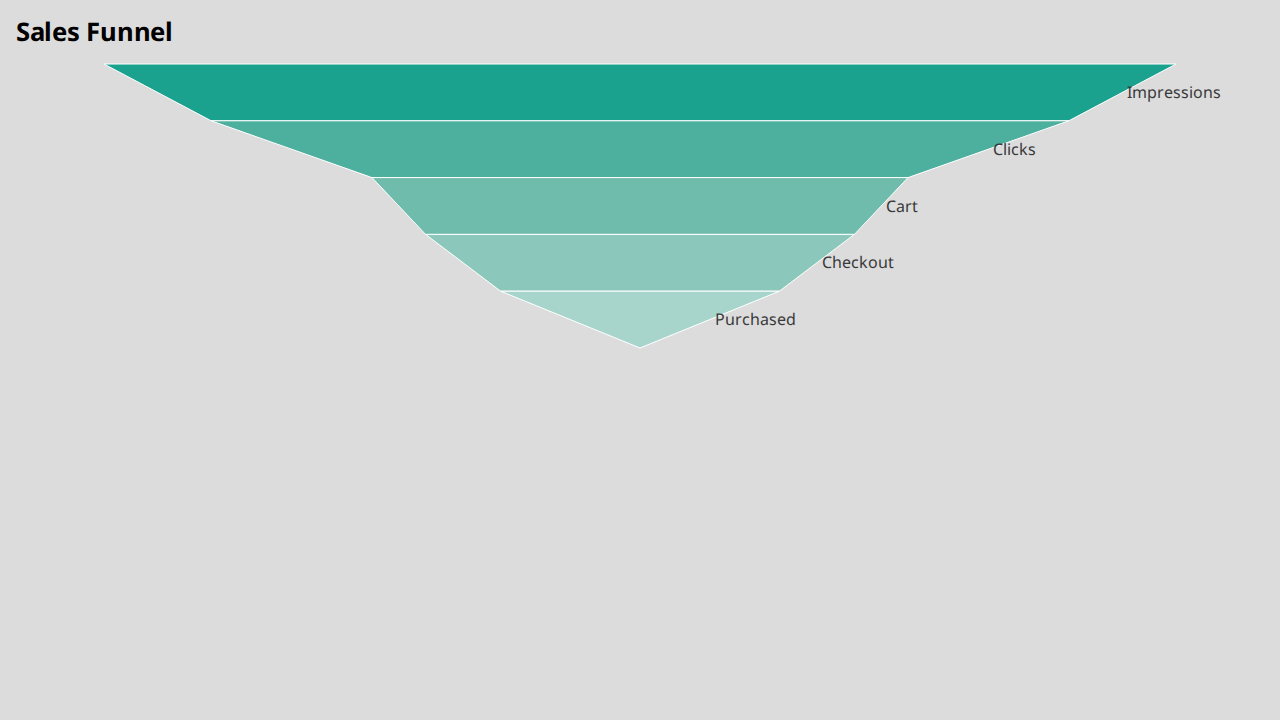 Sales Funnel
Impressions
Clicks
Cart
Checkout
Purchased